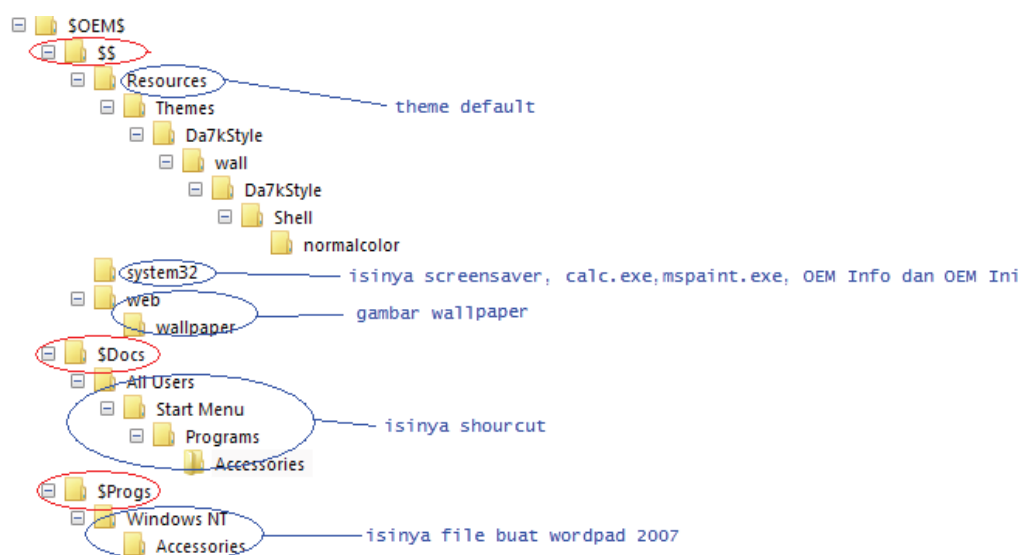 $OEM$
$$
Resources
theme default
Themes
Da7kStyle
wall
Da7kStyle
Shell
normalcolor
system32
isinya screensaver, calc.exe,mspaint.exe, OEM Info dan OEM Ini
web
gambar wallpaper
wallpaper
$Docs
All Users
Start Menu
isinya shourcut
Programs
Accessories
$Progs
Windows NT
isinya file buat wordpad 2007
Accessories